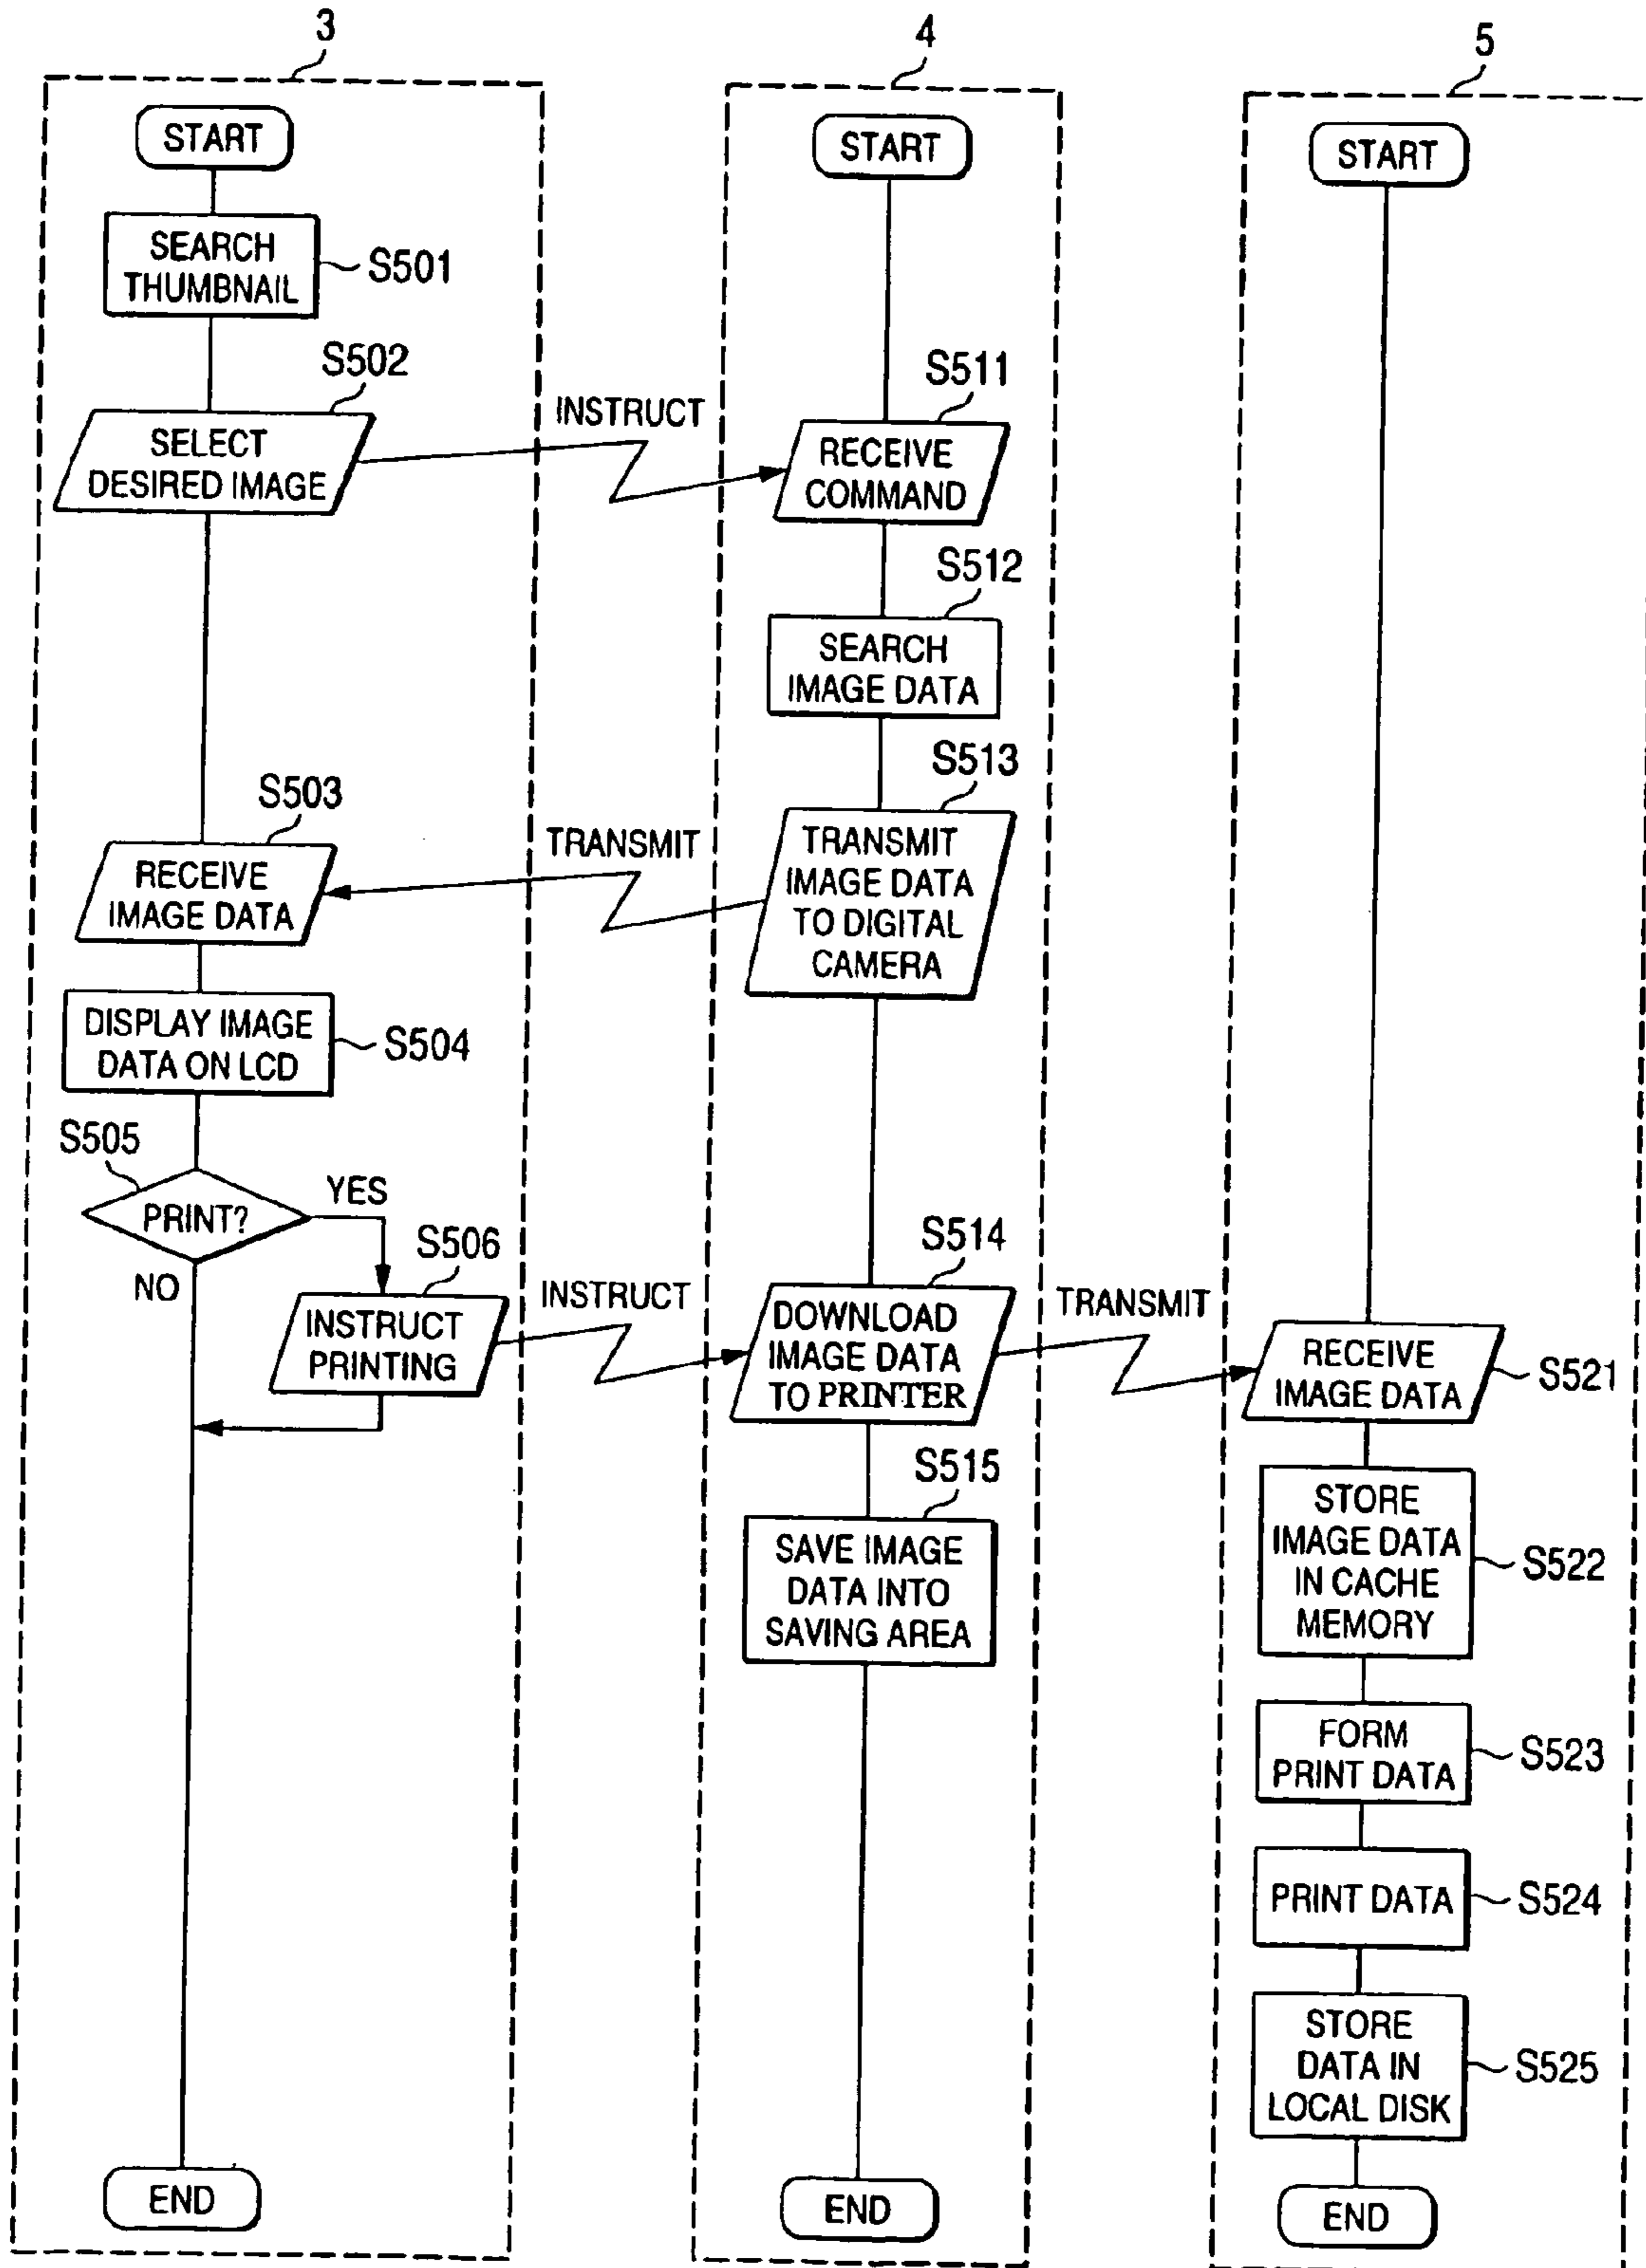 3
START
SEARCH
THUMBNAIL
S501
S502
SELECT
DESIRED IMAGE
INSTRUCT
S503
RECEIVE
IMAGE DATA
TRANSMIT
DISPLAY IMAGE
DATA ON LCD
S504
S505
PRINT?
YES
NO
S506
INSTRUCT
PRINTING
INSTRUCT
END
4
START
S511
RECEIVE
COMMAND
S512
SEARCH
IMAGE DATA
S513
TRANSMIT
IMAGE DATA
TO DIGITAL
CAMERA
S514
DOWNLOAD
IMAGE DATA
TO PRINTER
TRANSMIT
S515
SAVE IMAGE
DATA INTO
SAVING AREA
END
5
START
RECEIVE
IMAGE DATA
S521
STORE
IMAGE DATA
IN CACHE
MEMORY
S522
FORM
PRINT DATA
S523
PRINT DATA
S524
STORE
DATA IN
LOCAL DISK
S525
END